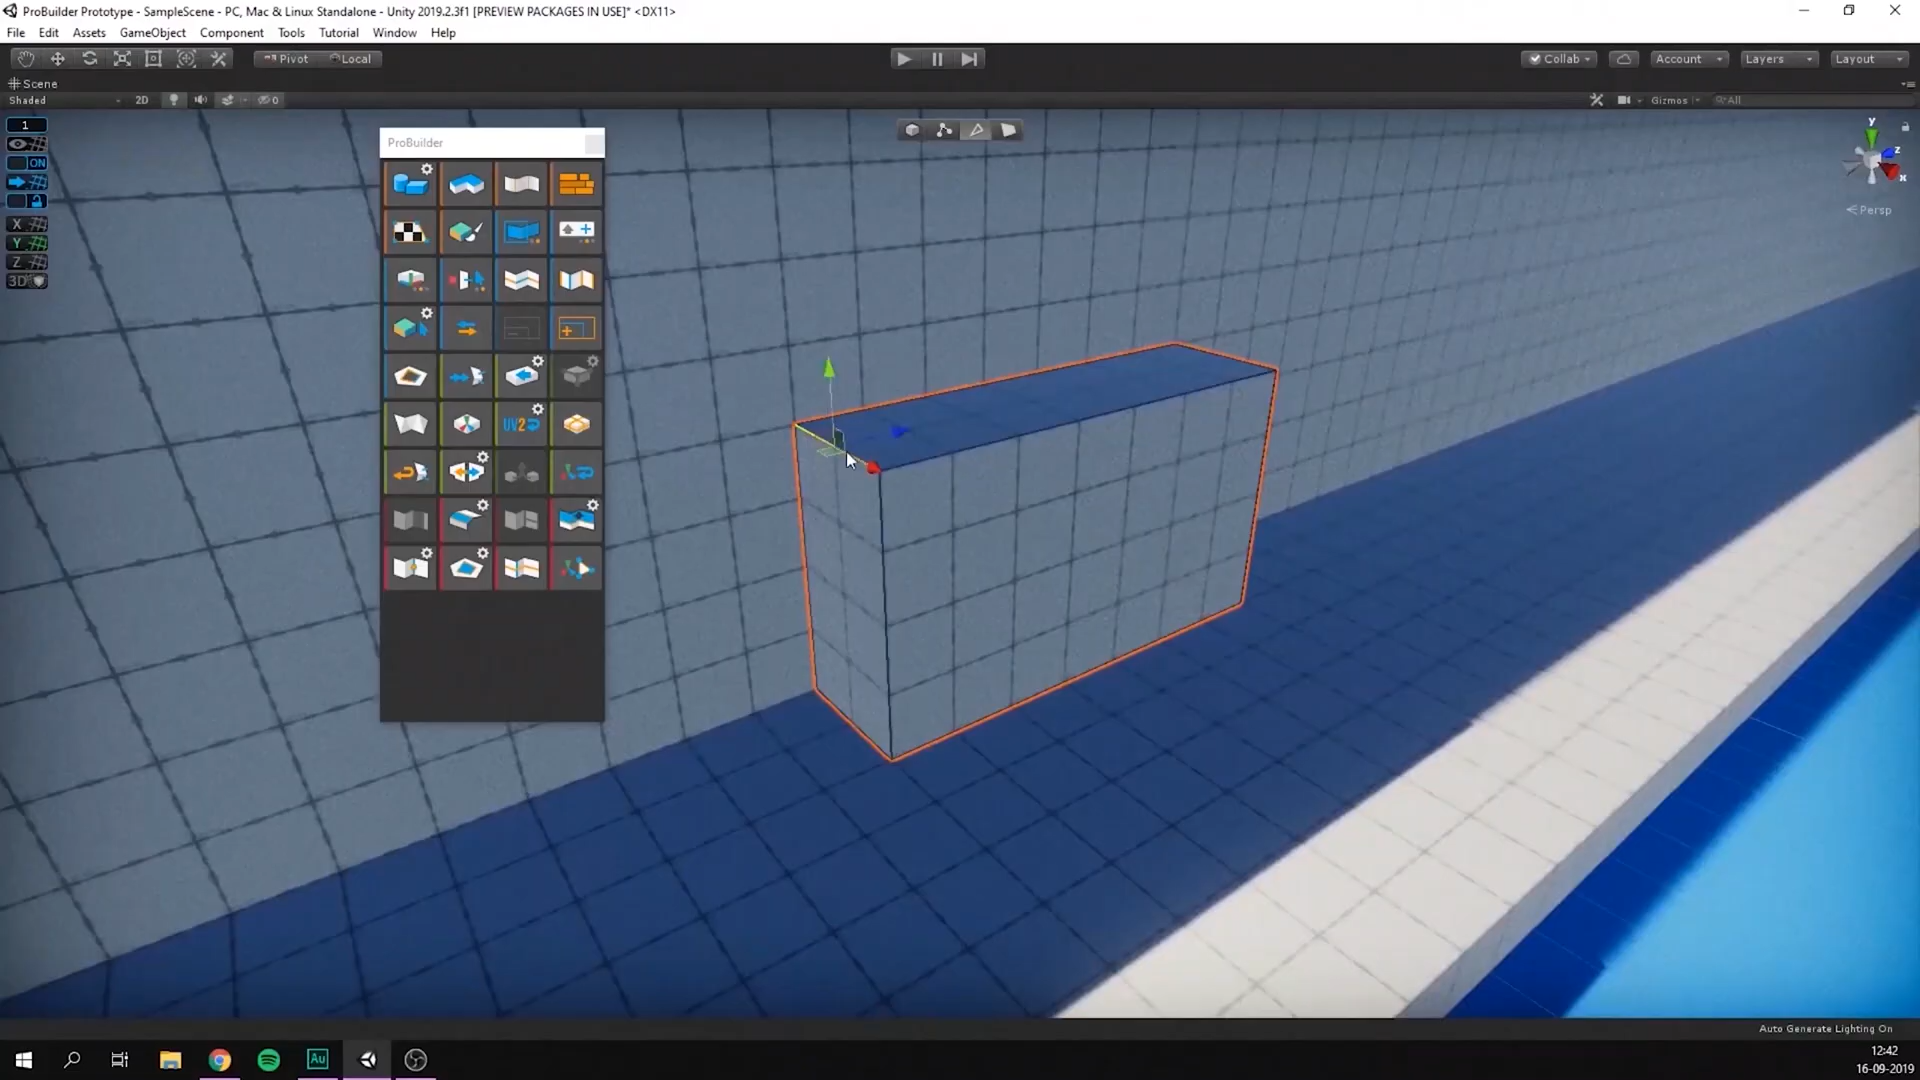 ProBuilder Prototype - SampleScene - PC, Mac & Linux Standalone - Unity 2019.2.3f1 [PREVIEW PACKAGES IN USE]* <DX11>
File Edit Assets GameObject Component Tools Tutorial Window Help
Pivot Local Collab Account Layers Layout
Scene
Shaded 2D 0 Gizmos All
1
ON
X
Y
Z
3D
ProBuilder
UV2
y
z
x
Persp
Auto Generate Lighting On
Au
12:42
16-09-2019